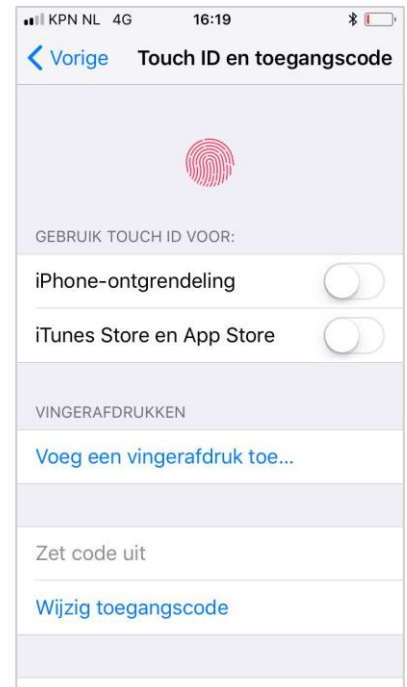 KPN NL 4G 16:19
Vorige Touch ID en toegangscode
GEBRUIK TOUCH ID VOOR:
iPhone-ontgrendeling
iTunes Store en App Store
VINGERAFDRUKKEN
Voeg een vingerafdruk toe...
Zet code uit
Wijzig toegangscode